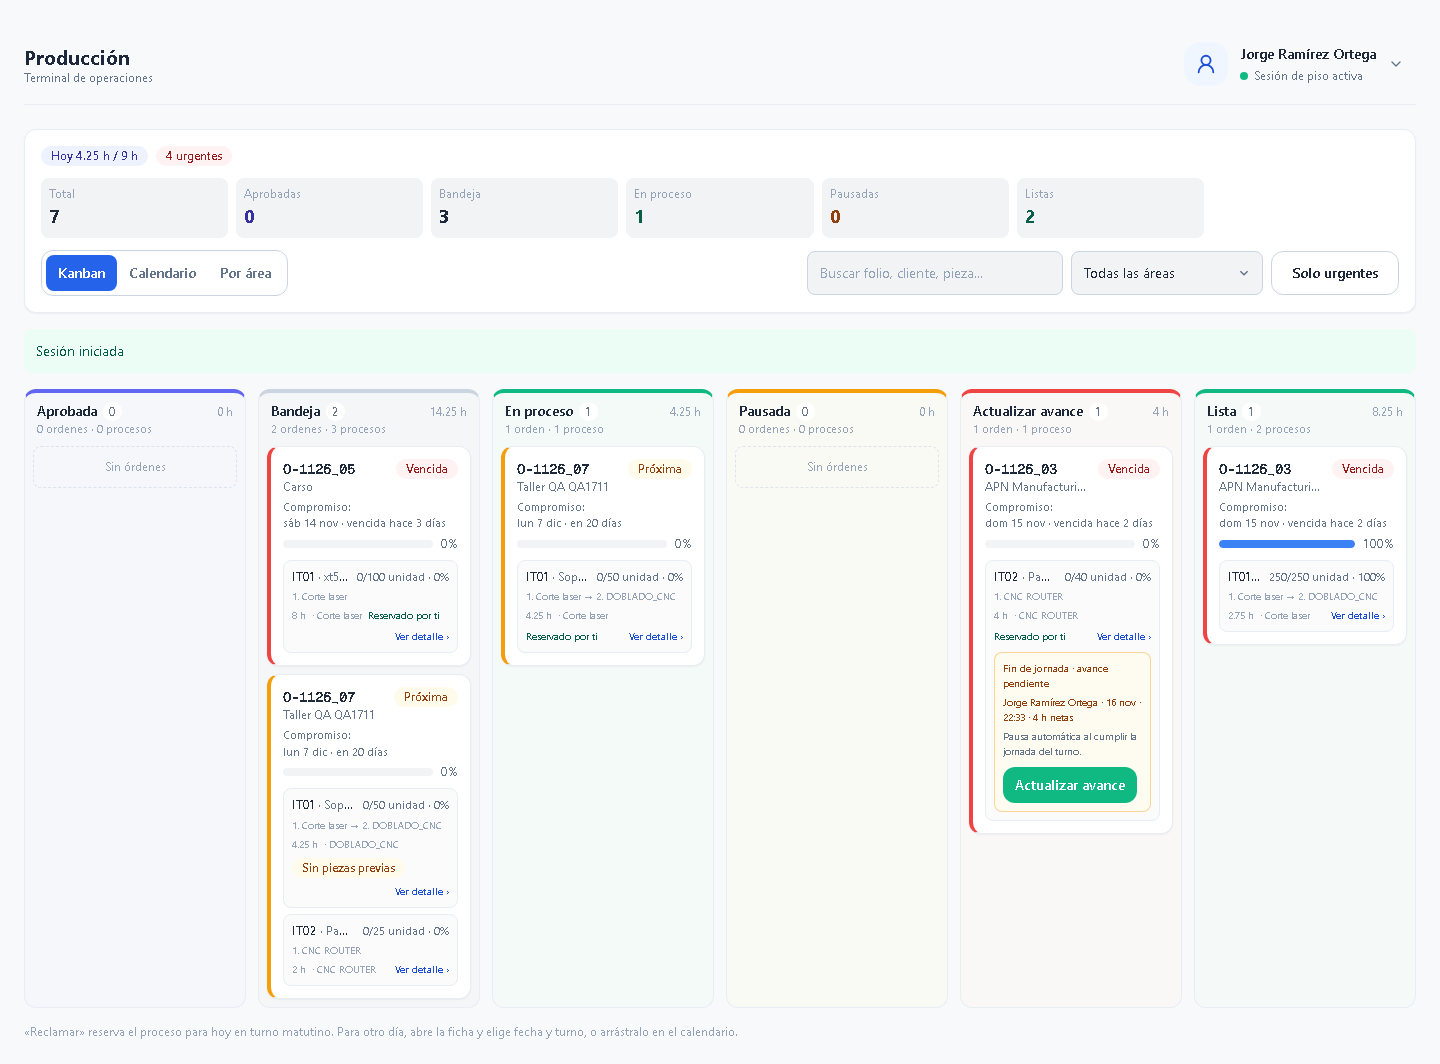 Producción
Terminal de operaciones
Jorge Ramírez Ortega
Sesión de piso activa
Hoy 4.25 h / 9 h
4 urgentes
Total
7
Aprobadas
0
Bandeja
3
En proceso
1
Pausadas
0
Listas
2
Kanban
Calendario
Por área
Buscar folio, cliente, pieza...
Todas las áreas
Solo urgentes
Sesión iniciada
Aprobada 0 0 h
0 ordenes · 0 procesos
Sin órdenes
Bandeja 2 14.25 h
2 ordenes · 3 procesos
O-1126_05 Vencida
Carso
Compromiso:
sáb 14 nov · vencida hace 3 días
0%
IT01 · xt5... 0/100 unidad · 0%
1. Corte laser
8 h · Corte laser Reservado por ti
Ver detalle ›
O-1126_07 Próxima
Taller QA QA1711
Compromiso:
lun 7 dic · en 20 días
0%
IT01 · Sop... 0/50 unidad · 0%
1. Corte laser → 2. DOBLADO_CNC
4.25 h · DOBLADO_CNC
Sin piezas previas
Ver detalle ›
IT02 · Pa... 0/25 unidad · 0%
1. CNC ROUTER
2 h · CNC ROUTER Ver detalle ›
En proceso 1 4.25 h
1 orden · 1 proceso
O-1126_07 Próxima
Taller QA QA1711
Compromiso:
lun 7 dic · en 20 días
0%
IT01 · Sop... 0/50 unidad · 0%
1. Corte laser → 2. DOBLADO_CNC
4.25 h · Corte laser
Reservado por ti Ver detalle ›
Pausada 0 0 h
0 ordenes · 0 procesos
Sin órdenes
Actualizar avance 1 4 h
1 orden · 1 proceso
O-1126_03 Vencida
APN Manufacturi...
Compromiso:
dom 15 nov · vencida hace 2 días
0%
IT02 · Pa... 0/40 unidad · 0%
1. CNC ROUTER
4 h · CNC ROUTER
Reservado por ti Ver detalle ›
Fin de jornada · avance
pendiente
Jorge Ramírez Ortega · 16 nov ·
22:33 · 4 h netas
Pausa automática al cumplir la
jornada del turno.
Actualizar avance
Lista 1 8.25 h
1 orden · 2 procesos
O-1126_03 Vencida
APN Manufacturi...
Compromiso:
dom 15 nov · vencida hace 2 días
100%
IT01... 250/250 unidad · 100%
1. Corte laser → 2. DOBLADO_CNC
2.75 h · Corte laser Ver detalle ›
«Reclamar» reserva el proceso para hoy en turno matutino. Para otro día, abre la ficha y elige fecha y turno, o arrástralo en el calendario.